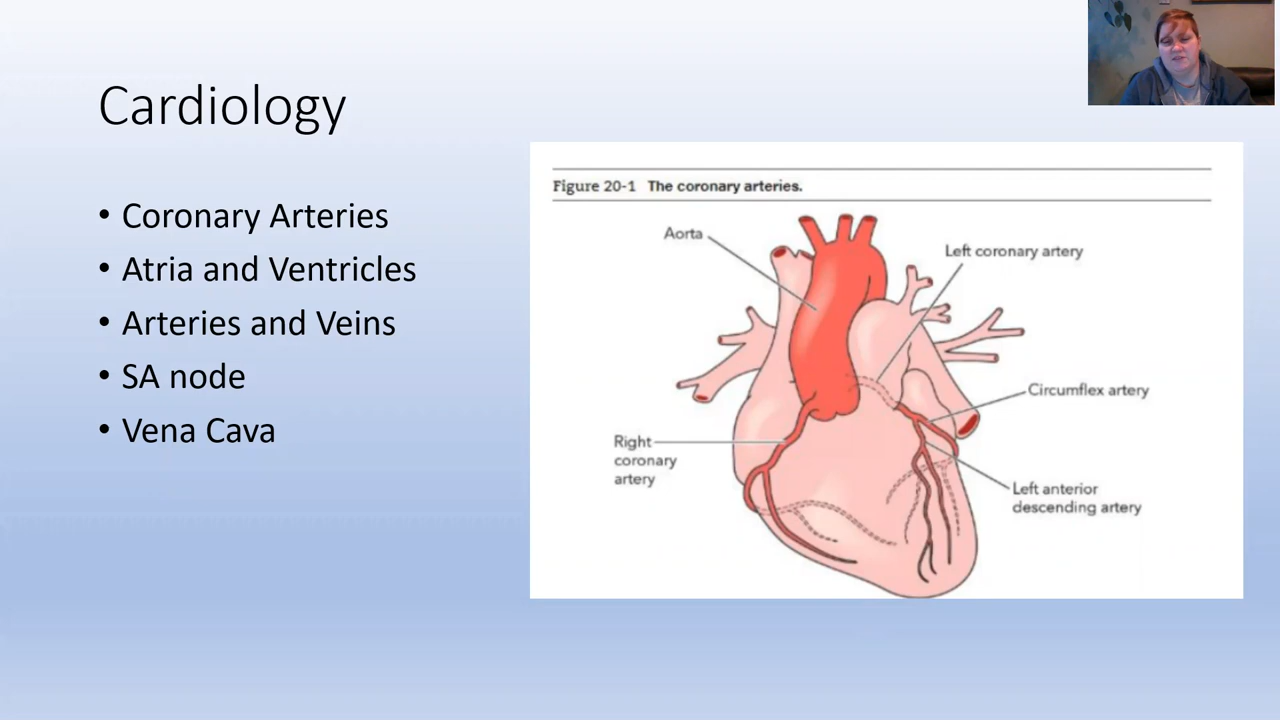 Cardiology
• Coronary Arteries
• Atria and Ventricles
• Arteries and Veins
• SA node
• Vena Cava
Figure 20-1 The coronary arteries.
Aorta
Left coronary artery
Circumflex artery
Right
coronary
artery
Left anterior
descending artery